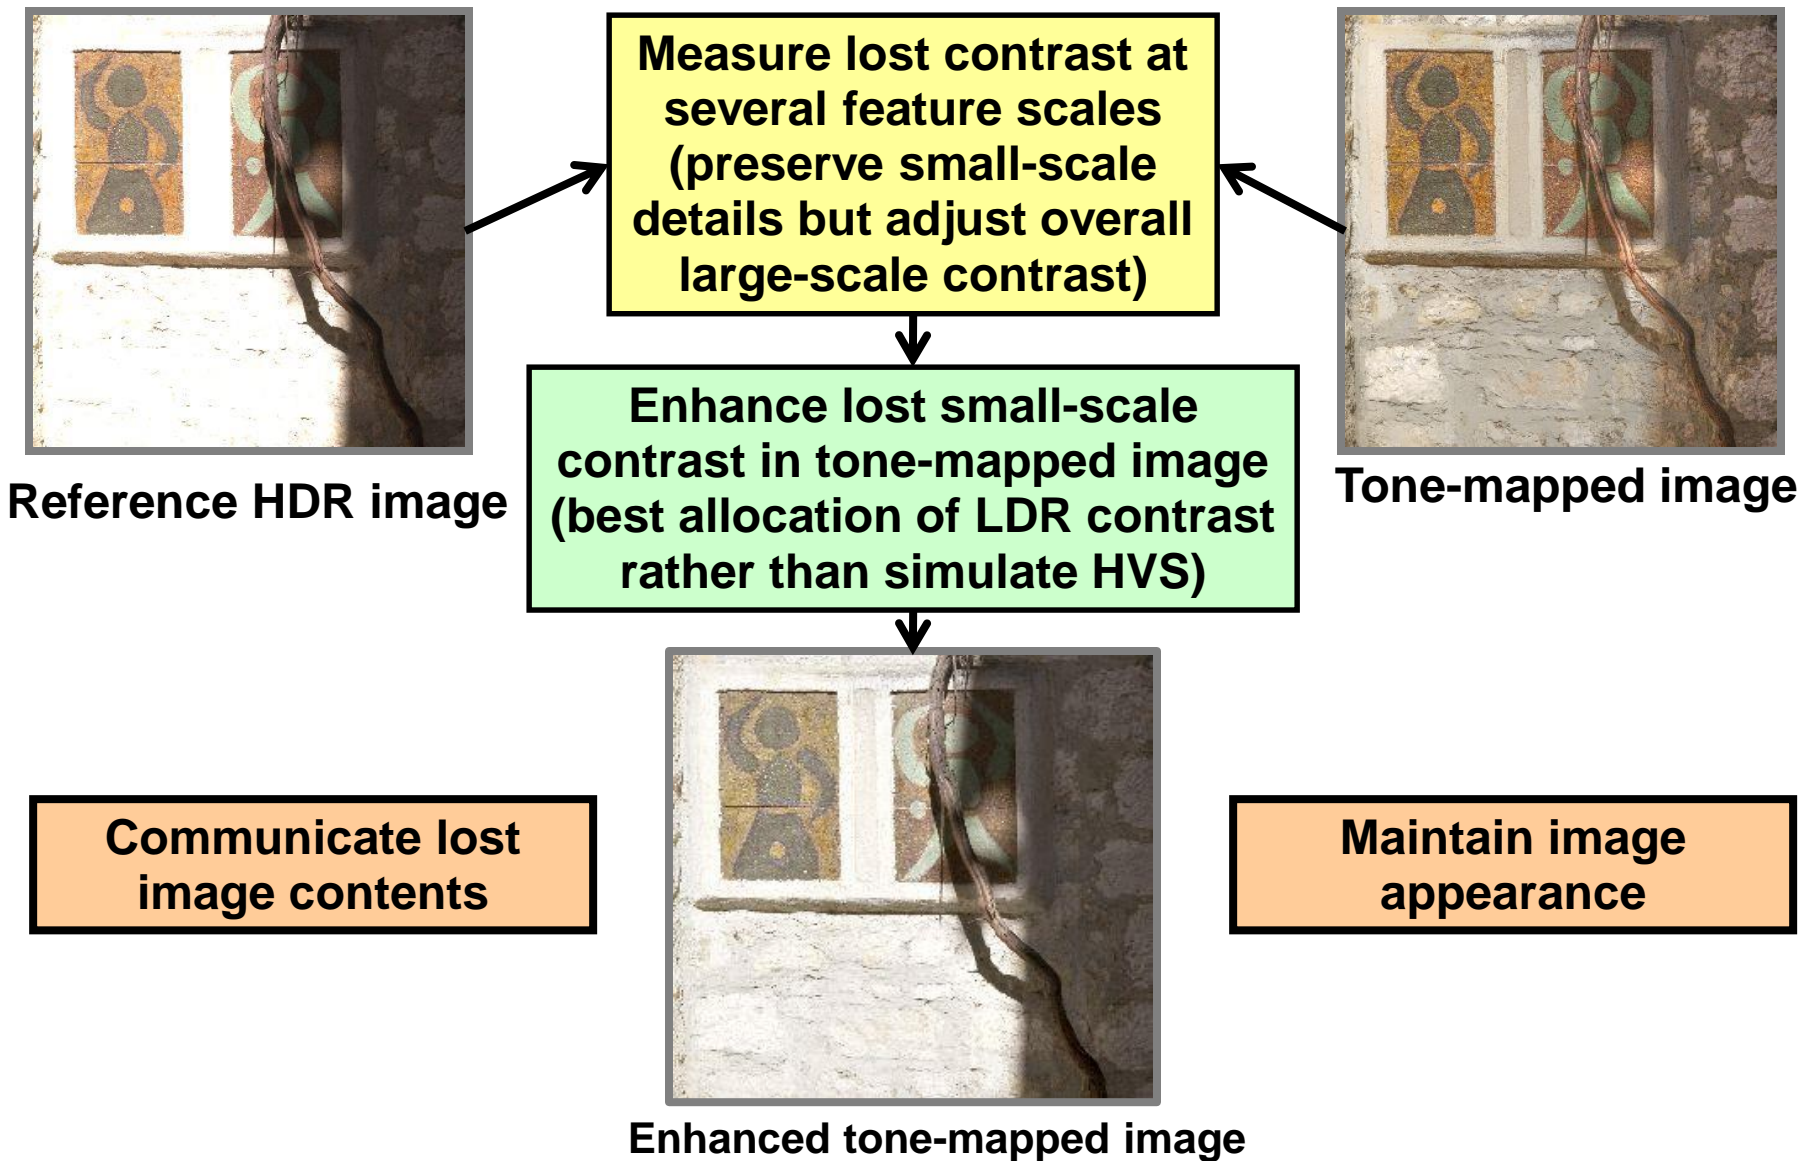 Measure lost contrast at
several feature scales
(preserve small-scale
details but adjust overall
large-scale contrast)
Reference HDR image
Tone-mapped image
Enhance lost small-scale
contrast in tone-mapped image
(best allocation of LDR contrast
rather than simulate HVS)
Communicate lost
image contents
Maintain image
appearance
Enhanced tone-mapped image